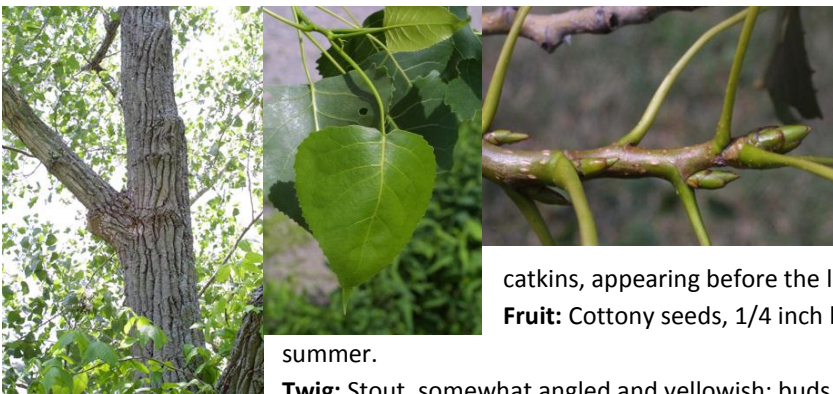 catkins, appearing before the
Fruit: Cottony seeds, 1/4 inch
summer.
Twig: Stout, somewhat angled and yellowish; buds